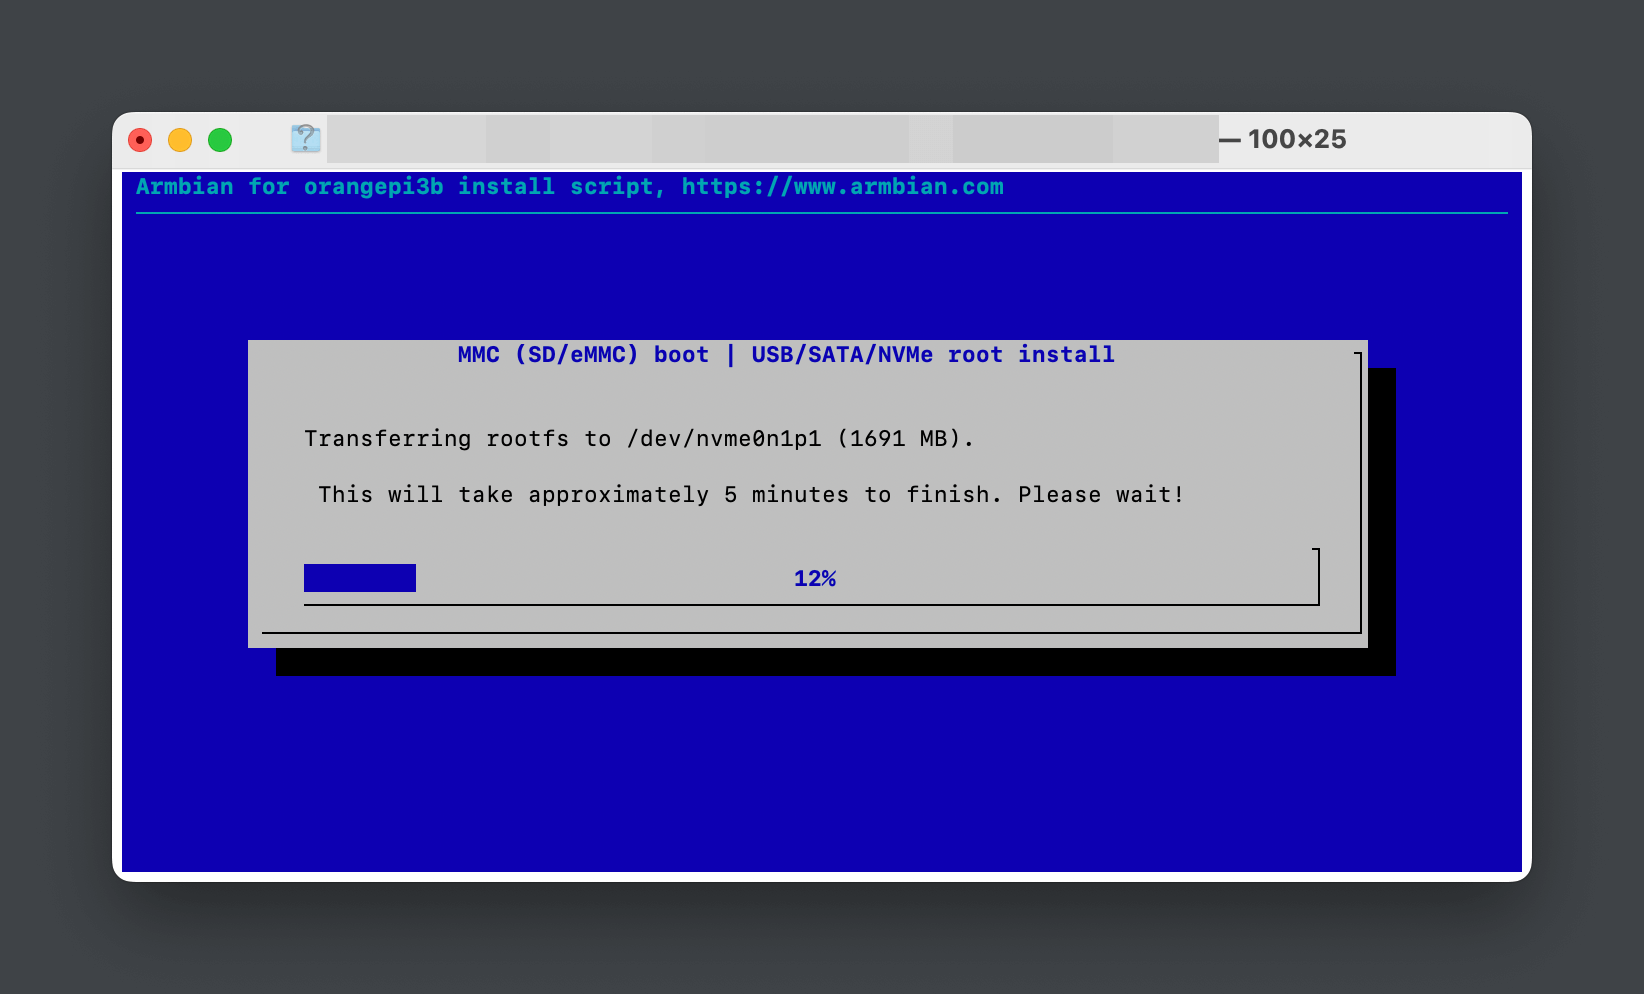 — 100×25
Armbian for orangepi3b install script, https://www.armbian.com
MMC (SD/eMMC) boot | USB/SATA/NVMe root install
Transferring rootfs to /dev/nvme0n1p1 (1691 MB).
This will take approximately 5 minutes to finish. Please wait!
12%